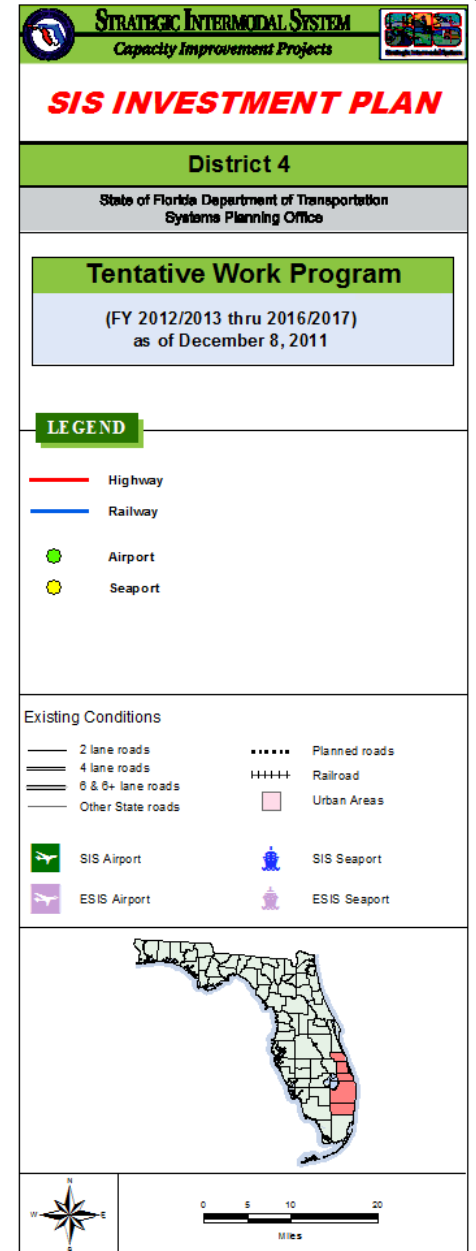 STRATEGIC INTERMODAL SYSTEM
Capacity Improvement Projects
Strategic Intermodal System
SIS INVESTMENT PLAN
District 4
State of Florida Department of Transportation
Systems Planning Office
Tentative Work Program
(FY 2012/2013 thru 2016/2017)
as of December 8, 2011
LEGEND
Highway
Railway
Airport
Seaport
Existing Conditions
2 lane roads
4 lane roads
6 & 6+ lane roads
Other State roads
Planned roads
Railroad
Urban Areas
SIS Airport
SIS Seaport
ESIS Airport
ESIS Seaport
N
W
E
S
0 5 10 20
Miles